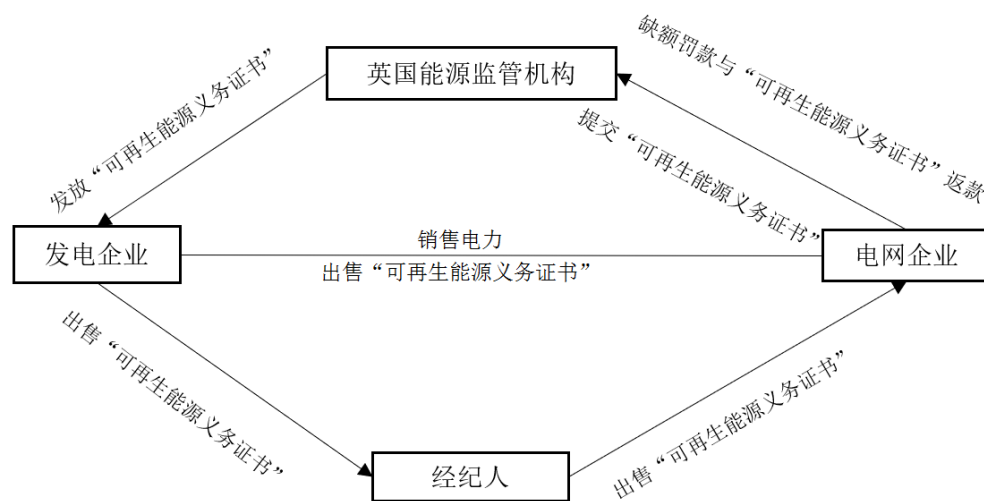 英国能源监管机构
缺额罚款与“可再生能源义务证书”返款
发放“可再生能源义务证书”
提交“可再生能源义务证书”
发电企业
销售电力
出售“可再生能源义务证书”
电网企业
出售“可再生能源义务证书”
出售“可再生能源义务证书”
经纪人